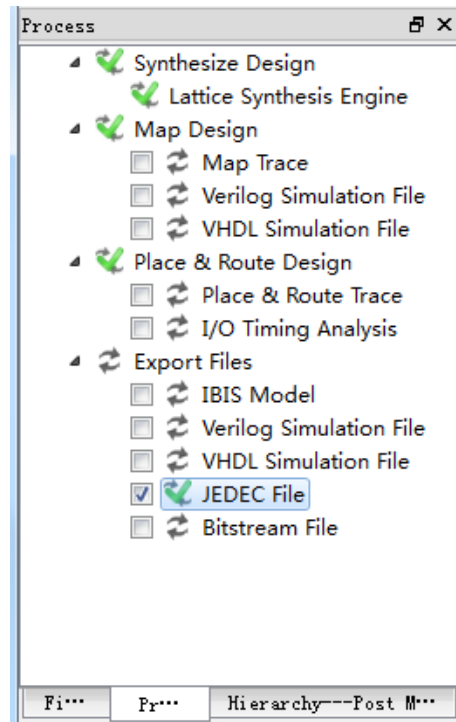 Process
Synthesize Design
Lattice Synthesis Engine
Map Design
Map Trace
Verilog Simulation File
VHDL Simulation File
Place & Route Design
Place & Route Trace
I/O Timing Analysis
Export Files
IBIS Model
Verilog Simulation File
VHDL Simulation File
JEDEC File
Bitstream File
Fi··· Pr··· Hierarchy---Post M···